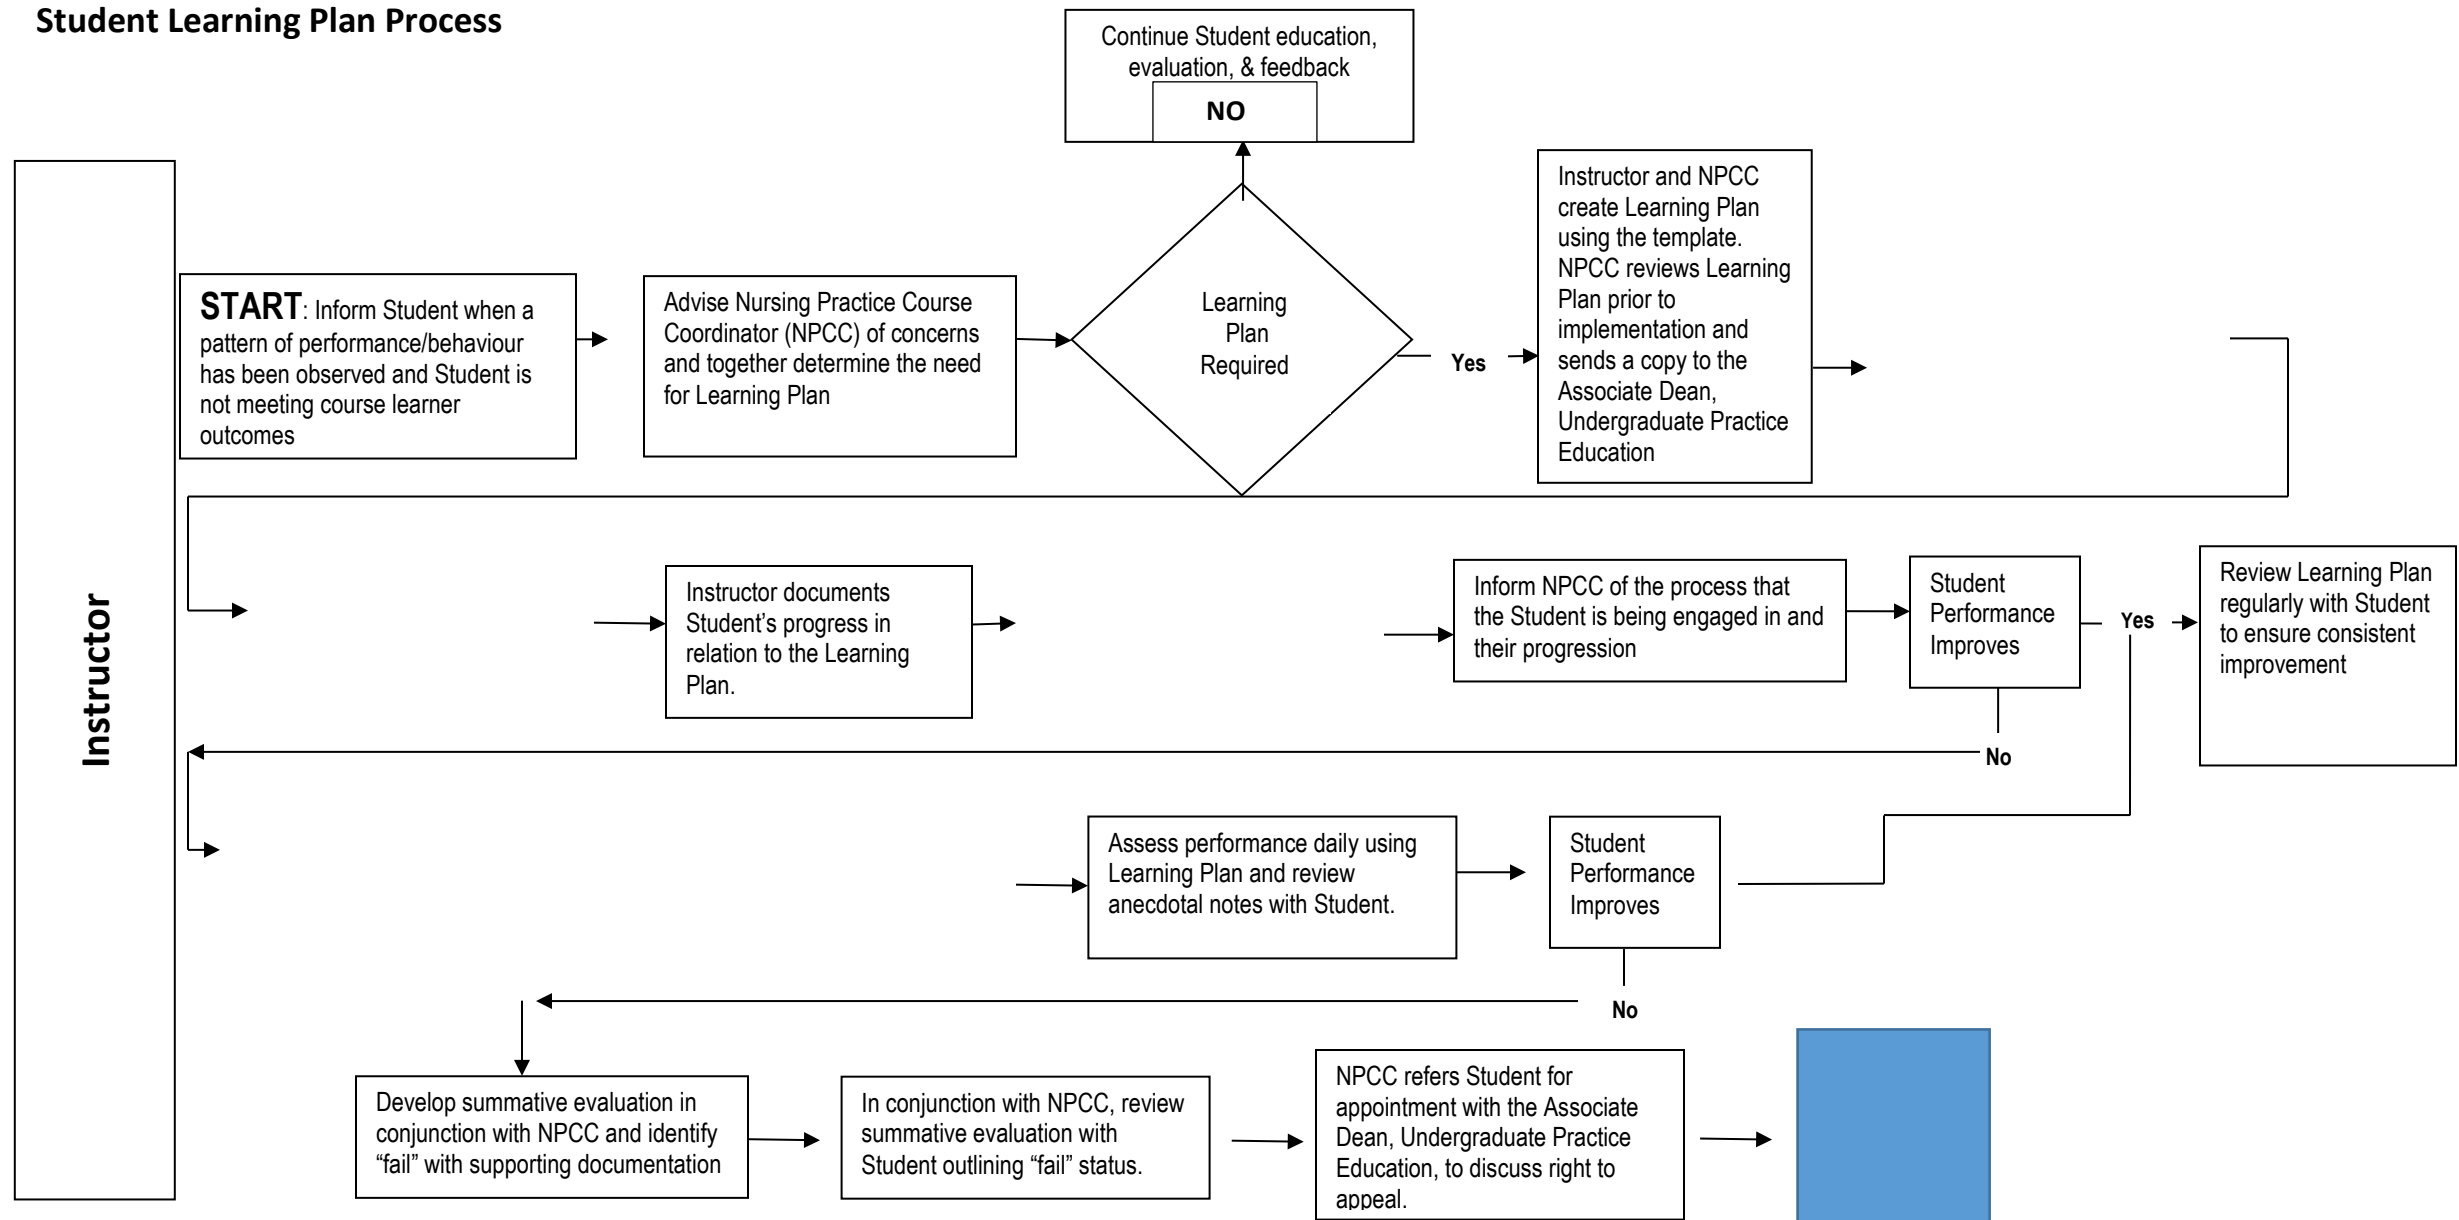 Student Learning Plan Process
Continue Student education,
evaluation, & feedback
NO
Instructor
START: Inform Student when a
pattern of performance/behaviour
has been observed and Student is
not meeting course learner
outcomes
Advise Nursing Practice Course
Coordinator (NPCC) of concerns
and together determine the need
for Learning Plan
Learning
Plan
Required
Yes
Instructor and NPCC
create Learning Plan
using the template.
NPCC reviews Learning
Plan prior to
implementation and
sends a copy to the
Associate Dean,
Undergraduate Practice
Education
Instructor documents
Student’s progress in
relation to the Learning
Plan.
Inform NPCC of the process that
the Student is being engaged in and
their progression
Student
Performance
Improves
Yes
Review Learning Plan
regularly with Student
to ensure consistent
improvement
No
Assess performance daily using
Learning Plan and review
anecdotal notes with Student.
Student
Performance
Improves
No
Develop summative evaluation in
conjunction with NPCC and identify
“fail” with supporting documentation
In conjunction with NPCC, review
summative evaluation with
Student outlining “fail” status.
NPCC refers Student for
appointment with the Associate
Dean, Undergraduate Practice
Education, to discuss right to
appeal.